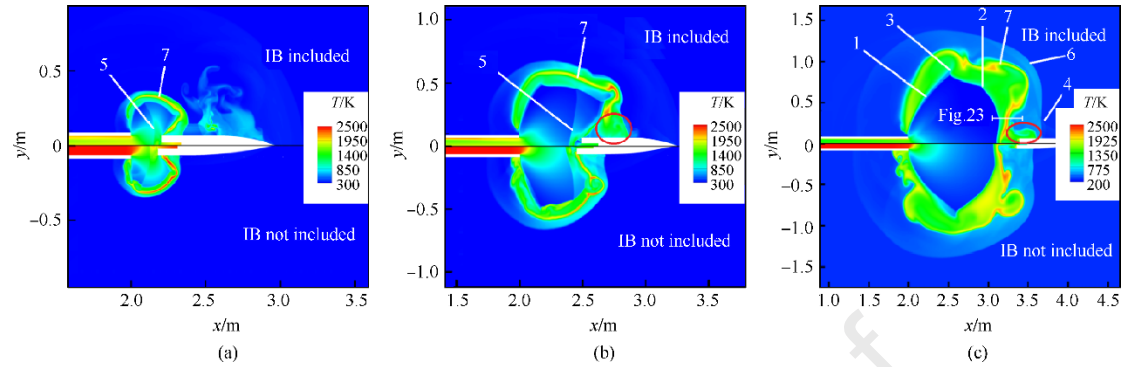 IB included
5
7
T/K
2500
1950
1400
850
300
IB not included
0.5
0
−0.5
y/m
2.0
2.5
3.0
3.5
x/m
(a)
IB included
7
5
T/K
2500
1950
1400
850
300
IB not included
1.0
0.5
0
−0.5
−1.0
y/m
1.5
2.0
2.5
3.0
3.5
x/m
(b)
3
2
7
IB included
1
6
4
Fig.23
T/K
2500
1925
1350
775
200
IB not included
1.5
1.0
0.5
0
−0.5
−1.0
−1.5
y/m
1.0
1.5
2.0
2.5
3.0
3.5
4.0
4.5
x/m
(c)
f